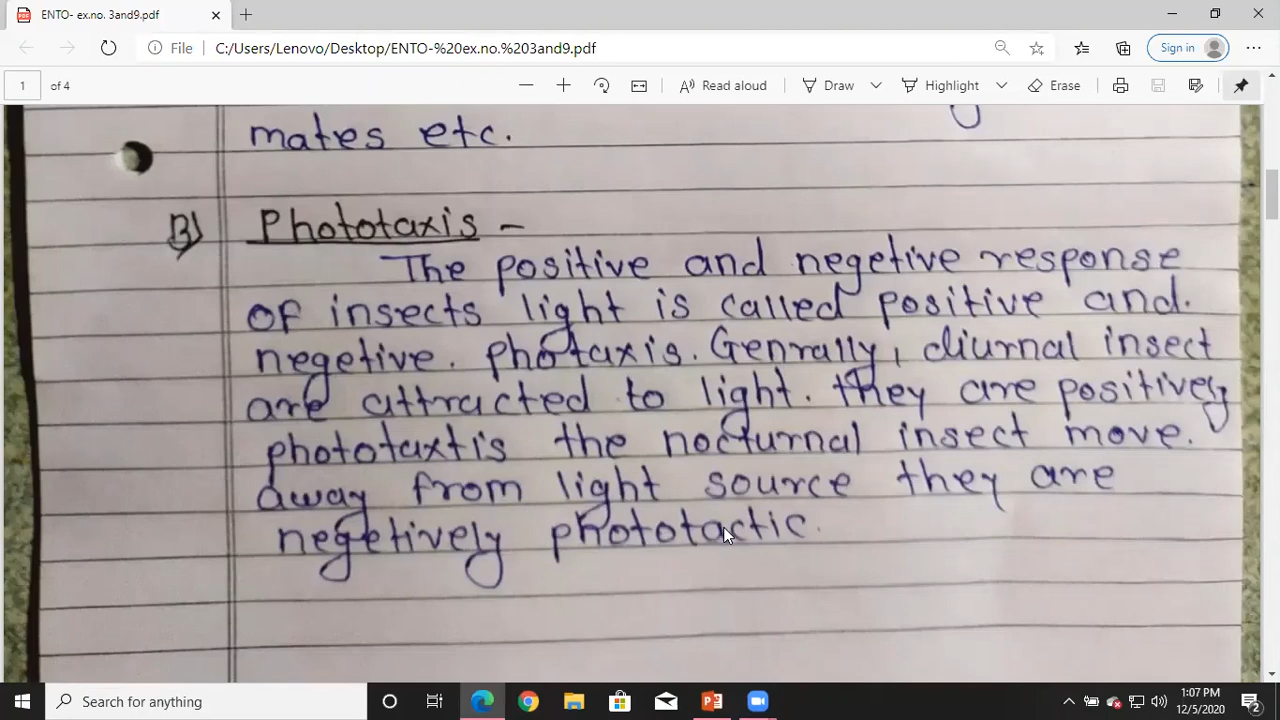 ENTO- ex.no. 3and9.pdf
File C:/Users/Lenovo/Desktop/ENTO-%20ex.no.%203and9.pdf Sign in
1 of 4 Read aloud Draw Highlight Erase
mates etc.
B) Phototaxis -
The positive and negetive response
of insects light is called positive and.
negetive. photaxis. Genrally, diurnal insect
are attracted to light. they are positively
phototaxtis the nocturnal insect move.
away from light source they are
negetively phototactic.
Search for anything
1:07 PM
12/5/2020
2